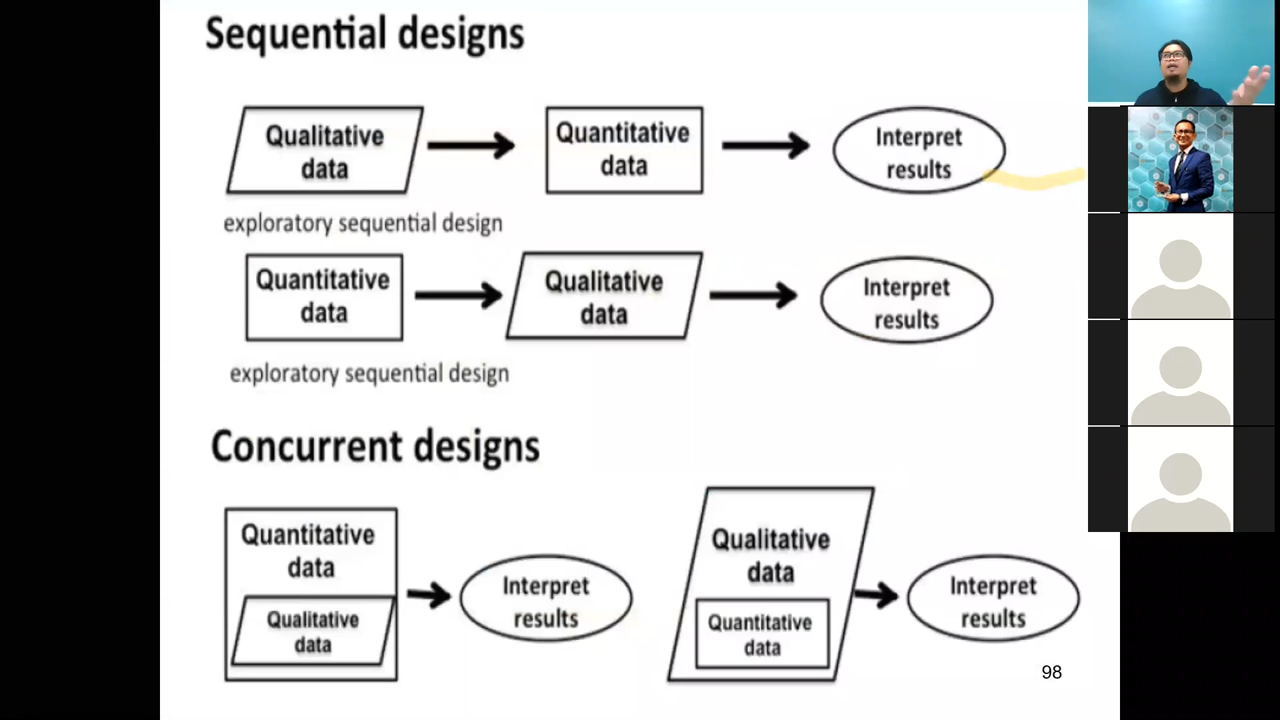 Sequential designs
Qualitative
data
Quantitative
data
Interpret
results
exploratory sequential design
Quantitative
data
Qualitative
data
Interpret
results
exploratory sequential design
Concurrent designs
Quantitative
data
Qualitative
data
Interpret
results
Qualitative
data
Quantitative
data
Interpret
results
98